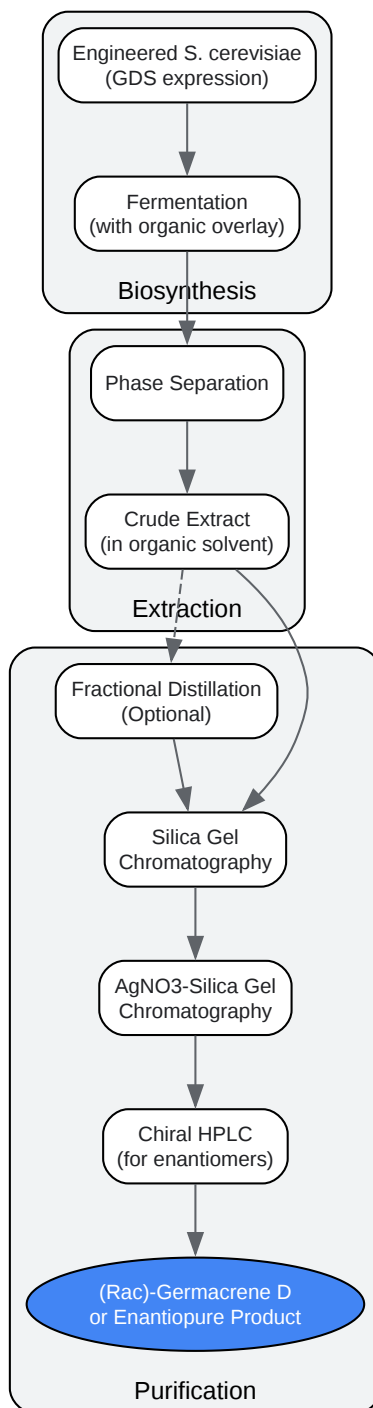 Engineered S. cerevisiae
(GDS expression)
Fermentation
(with organic overlay)
Biosynthesis
Phase Separation
Crude Extract
(in organic solvent)
Extraction
Fractional Distillation
(Optional)
Silica Gel
Chromatography
AgNO3-Silica Gel
Chromatography
Chiral HPLC
(for enantiomers)
(Rac)-Germacrene D
or Enantiopure Product
Purification